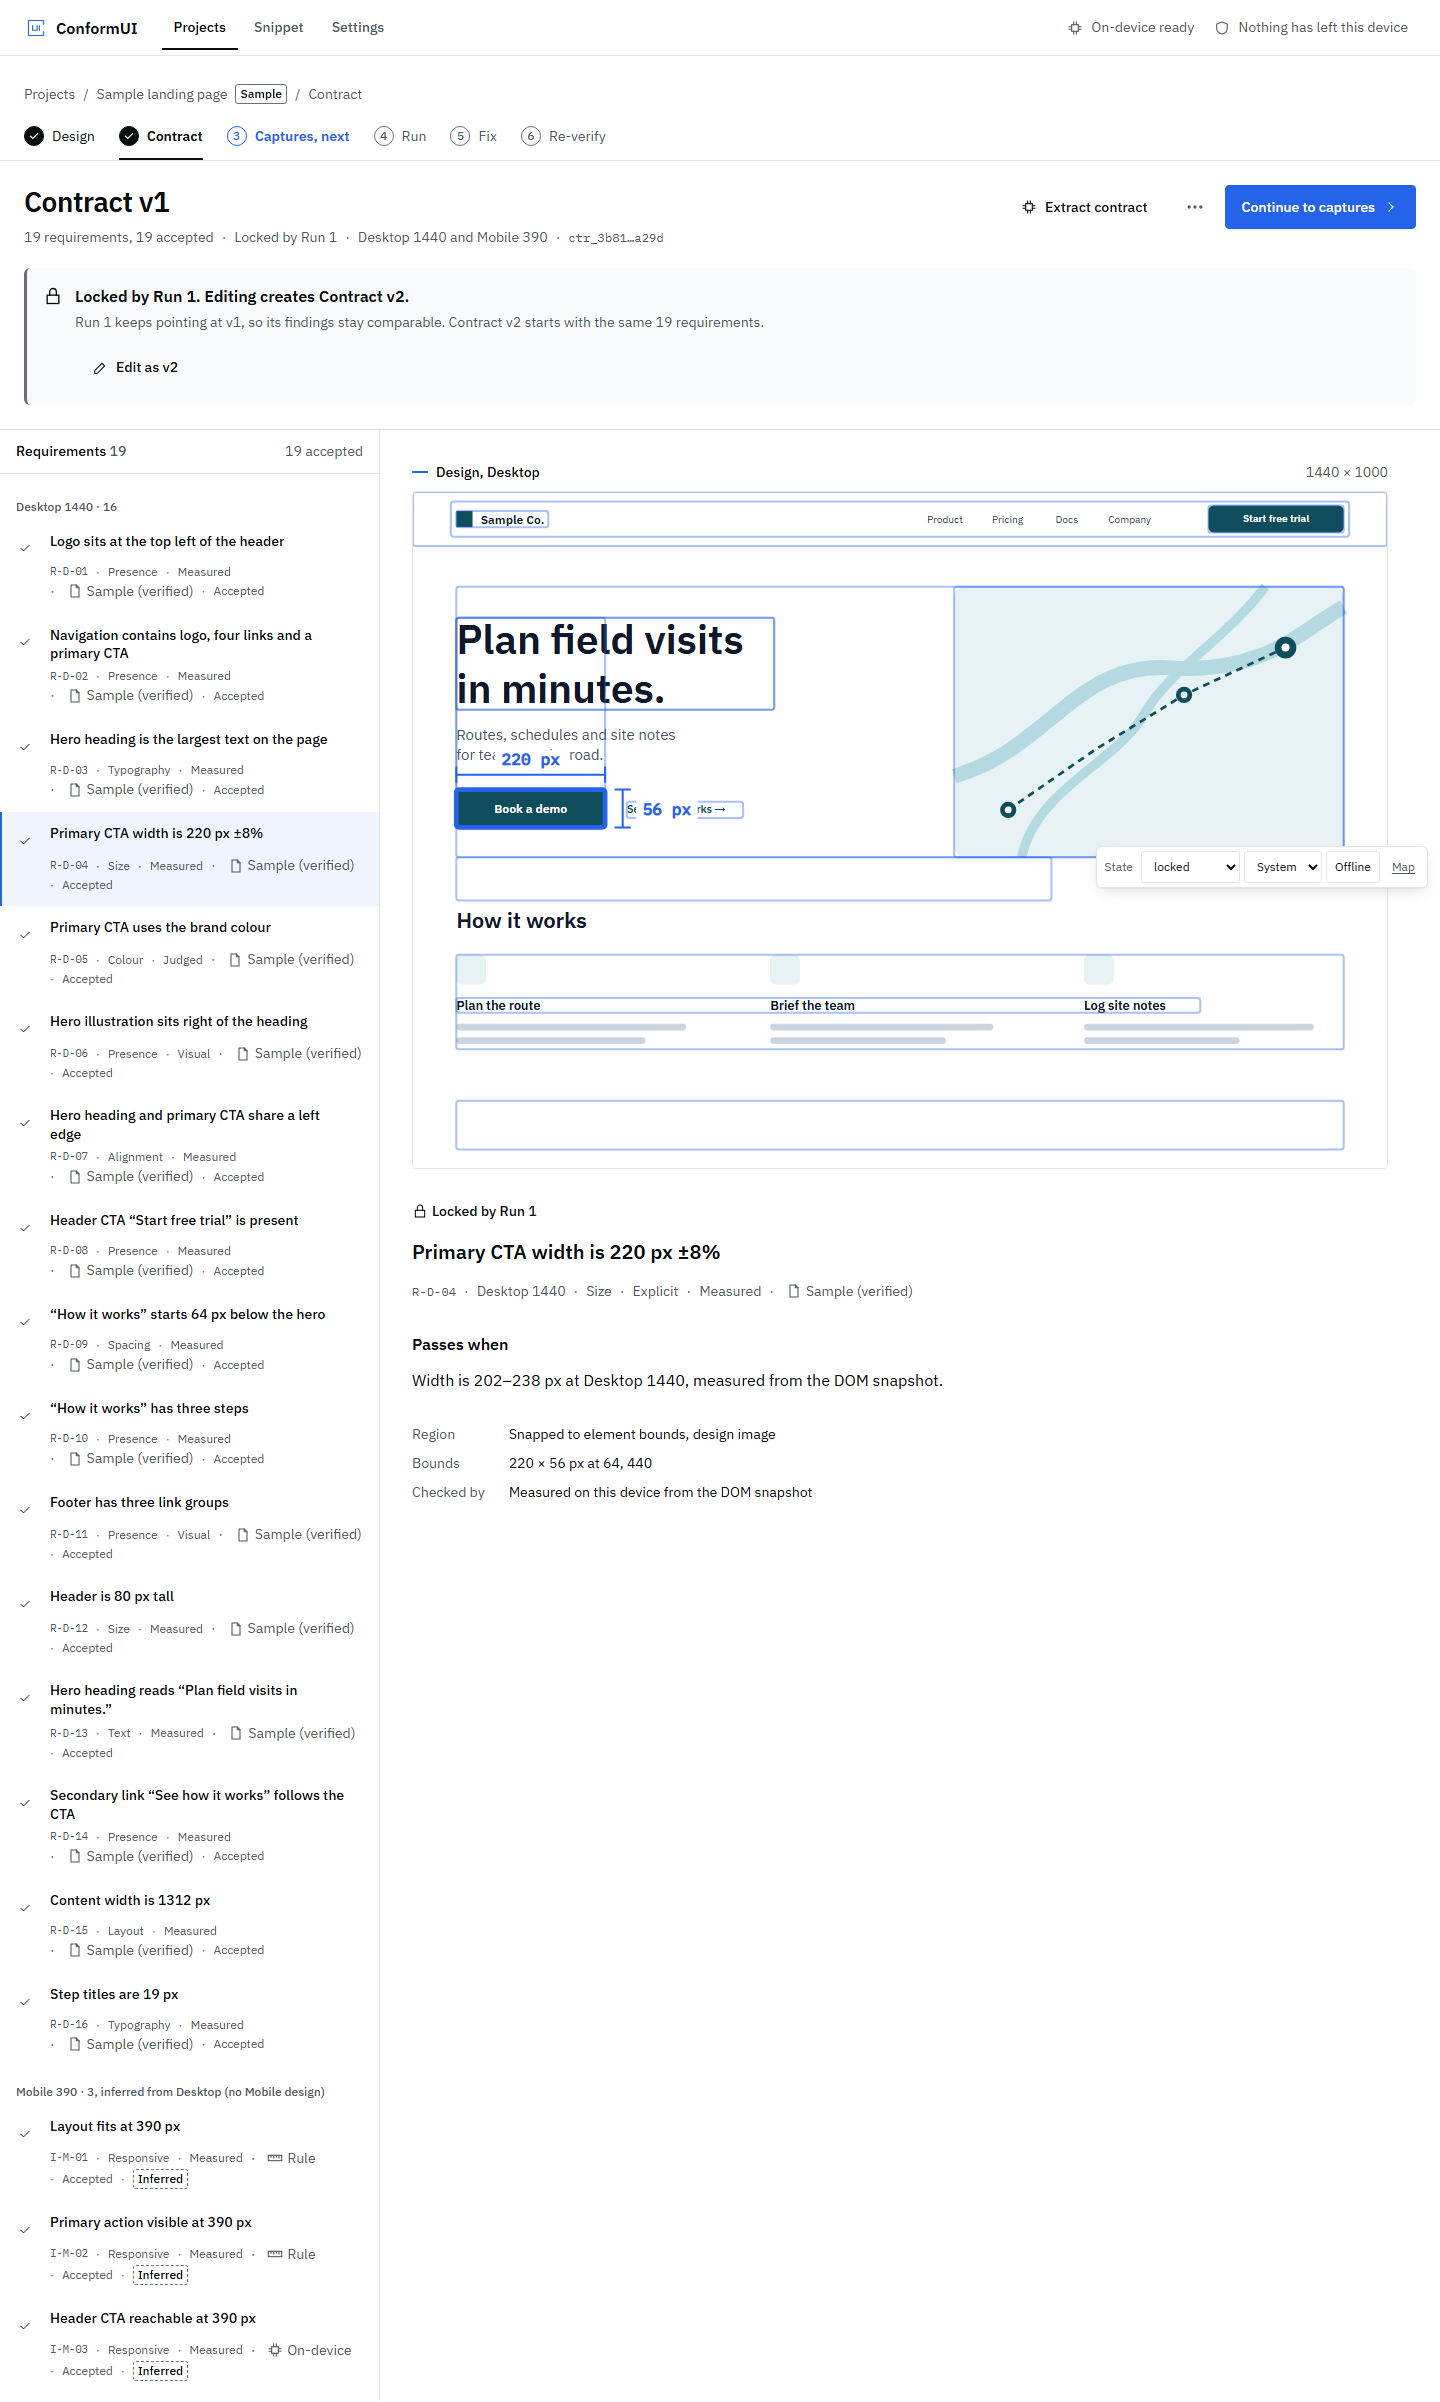 UI ConformUI Projects Snippet Settings On-device ready Nothing has left this device
Projects / Sample landing page Sample / Contract
Design Contract 3 Captures, next 4 Run 5 Fix 6 Re-verify
Contract v1
Extract contract ••• Continue to captures
19 requirements, 19 accepted · Locked by Run 1 · Desktop 1440 and Mobile 390 · ctr_3b81…a29d
Locked by Run 1. Editing creates Contract v2.
Run 1 keeps pointing at v1, so its findings stay comparable. Contract v2 starts with the same 19 requirements.
Edit as v2
Requirements 19 19 accepted
Desktop 1440 · 16
Logo sits at the top left of the header
R-D-01 · Presence · Measured
· Sample (verified) · Accepted
Navigation contains logo, four links and a
primary CTA
R-D-02 · Presence · Measured
· Sample (verified) · Accepted
Hero heading is the largest text on the page
R-D-03 · Typography · Measured
· Sample (verified) · Accepted
Primary CTA width is 220 px ±8%
R-D-04 · Size · Measured · Sample (verified)
· Accepted
Primary CTA uses the brand colour
R-D-05 · Colour · Judged · Sample (verified)
· Accepted
Hero illustration sits right of the heading
R-D-06 · Presence · Visual · Sample (verified)
· Accepted
Hero heading and primary CTA share a left
edge
R-D-07 · Alignment · Measured
· Sample (verified) · Accepted
Header CTA “Start free trial” is present
R-D-08 · Presence · Measured
· Sample (verified) · Accepted
“How it works” starts 64 px below the hero
R-D-09 · Spacing · Measured
· Sample (verified) · Accepted
“How it works” has three steps
R-D-10 · Presence · Measured
· Sample (verified) · Accepted
Footer has three link groups
R-D-11 · Presence · Visual · Sample (verified)
· Accepted
Header is 80 px tall
R-D-12 · Size · Measured · Sample (verified)
· Accepted
Hero heading reads “Plan field visits in
minutes.”
R-D-13 · Text · Measured · Sample (verified)
· Accepted
Secondary link “See how it works” follows the
CTA
R-D-14 · Presence · Measured
· Sample (verified) · Accepted
Content width is 1312 px
R-D-15 · Layout · Measured
· Sample (verified) · Accepted
Step titles are 19 px
R-D-16 · Typography · Measured
· Sample (verified) · Accepted
Mobile 390 · 3, inferred from Desktop (no Mobile design)
Layout fits at 390 px
I-M-01 · Responsive · Measured · Rule
· Accepted · Inferred
Primary action visible at 390 px
I-M-02 · Responsive · Measured · Rule
· Accepted · Inferred
Header CTA reachable at 390 px
I-M-03 · Responsive · Measured · On-device
· Accepted · Inferred
Design, Desktop 1440 × 1000
Sample Co. Product Pricing Docs Company Start free trial
Plan field visits
in minutes.
Routes, schedules and site notes
for road.
220 px
Book a demo 56 px →
State locked System Offline Map
How it works
Plan the route Brief the team Log site notes
Locked by Run 1
Primary CTA width is 220 px ±8%
R-D-04 · Desktop 1440 · Size · Explicit · Measured · Sample (verified)
Passes when
Width is 202–238 px at Desktop 1440, measured from the DOM snapshot.
Region Snapped to element bounds, design image
Bounds 220 × 56 px at 64, 440
Checked by Measured on this device from the DOM snapshot